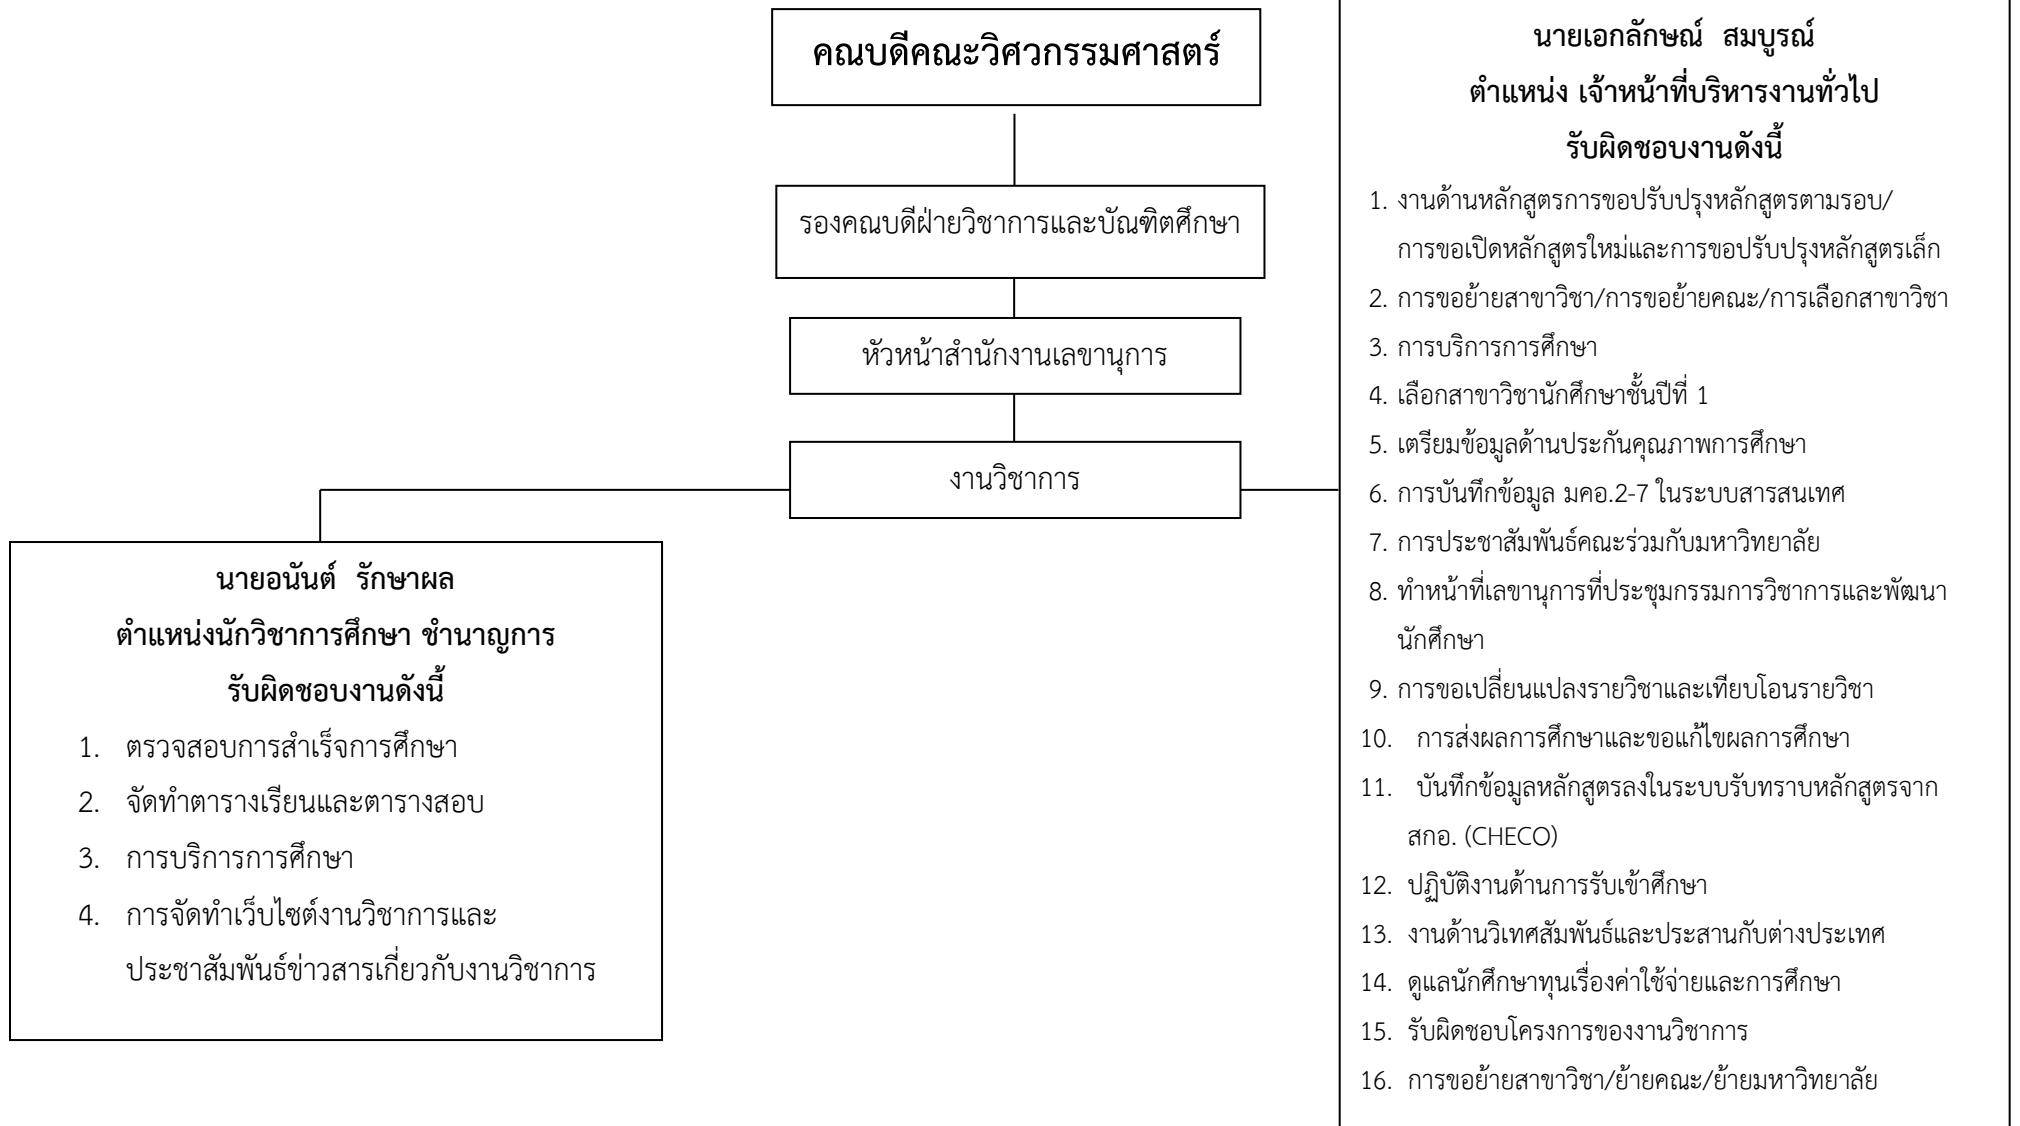 คณบดีคณะวิศวกรรมศาสตร์
รองคณบดีฝ่ายวิชาการและบัณฑิตศึกษา
หัวหน้าสำนักงานเลขานุการ
งานวิชาการ
นายอนันต์ รักษาผล
ตำแหน่งนักวิชาการศึกษา ชำนาญการ
รับผิดชอบงานดังนี้
1. ตรวจสอบการสำเร็จการศึกษา
2. จัดทำตารางเรียนและตารางสอบ
3. การบริการการศึกษา
4. การจัดทำเว็บไซต์งานวิชาการและ
ประชาสัมพันธ์ข่าวสารเกี่ยวกับงานวิชาการ
นายเอกลักษณ์ สมบูรณ์
ตำแหน่ง เจ้าหน้าที่บริหารงานทั่วไป
รับผิดชอบงานดังนี้
1. งานด้านหลักสูตรการขอปรับปรุงหลักสูตรตามรอบ/
การขอเปิดหลักสูตรใหม่และการขอปรับปรุงหลักสูตรเล็ก
2. การขอย้ายสาขาวิชา/การขอย้ายคณะ/การเลือกสาขาวิชา
3. การบริการการศึกษา
4. เลือกสาขาวิชานักศึกษาชั้นปีที่ 1
5. เตรียมข้อมูลด้านประกันคุณภาพการศึกษา
6. การบันทึกข้อมูล มคอ.2-7 ในระบบสารสนเทศ
7. การประชาสัมพันธ์คณะร่วมกับมหาวิทยาลัย
8. ทำหน้าที่เลขานุการที่ประชุมกรรมการวิชาการและพัฒนา
นักศึกษา
9. การขอเปลี่ยนแปลงรายวิชาและเทียบโอนรายวิชา
10. การส่งผลการศึกษาและขอแก้ไขผลการศึกษา
11. บันทึกข้อมูลหลักสูตรลงในระบบรับทราบหลักสูตรจาก
สกอ. (CHECO)
12. ปฏิบัติงานด้านการรับเข้าศึกษา
13. งานด้านวิเทศสัมพันธ์และประสานกับต่างประเทศ
14. ดูแลนักศึกษาทุนเรื่องค่าใช้จ่ายและการศึกษา
15. รับผิดชอบโครงการของงานวิชาการ
16. การขอย้ายสาขาวิชา/ย้ายคณะ/ย้ายมหาวิทยาลัย